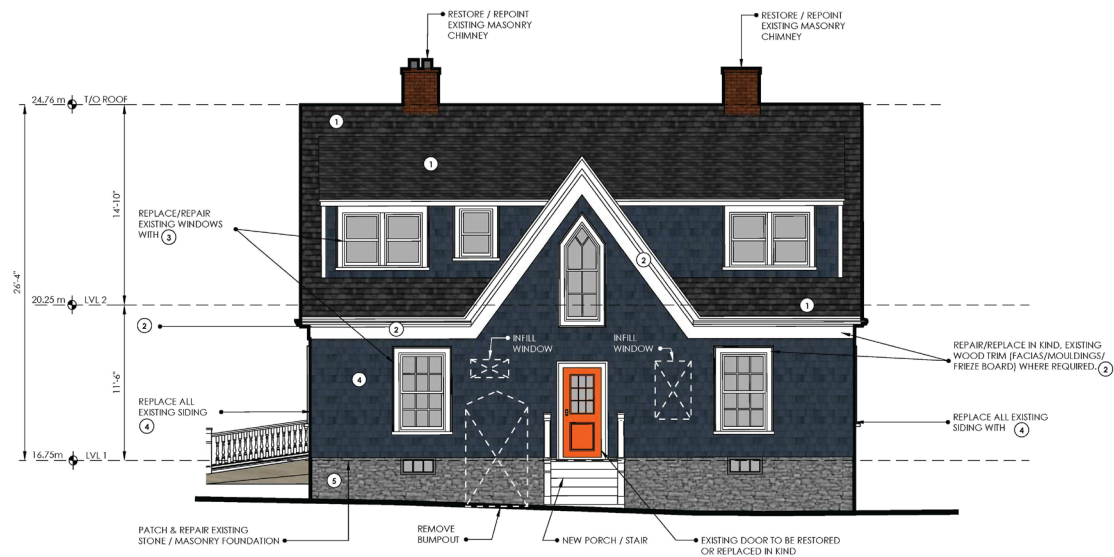 RESTORE / REPOINT
EXISTING MASONRY
CHIMNEY
RESTORE / REPOINT
EXISTING MASONRY
CHIMNEY
24.76 m
T/O ROOF
1
1
14'-10"
REPLACE/REPAIR
EXISTING WINDOWS
WITH 3
2
26'-4"
20.25 m
LVL 2
1
2
2
INFILL
WINDOW
INFILL
WINDOW
REPAIR/REPLACE IN KIND, EXISTING
WOOD TRIM (FACIAS/MOULDINGS/
FRIEZE BOARD) WHERE REQUIRED. 2
4
11'-6"
REPLACE ALL
EXISTING SIDING
4
REPLACE ALL EXISTING
SIDING WITH 4
16.75m
LVL 1
5
PATCH & REPAIR EXISTING
STONE / MASONRY FOUNDATION
REMOVE
BUMPOUT
NEW PORCH / STAIR
EXISTING DOOR TO BE RESTORED
OR REPLACED IN KIND